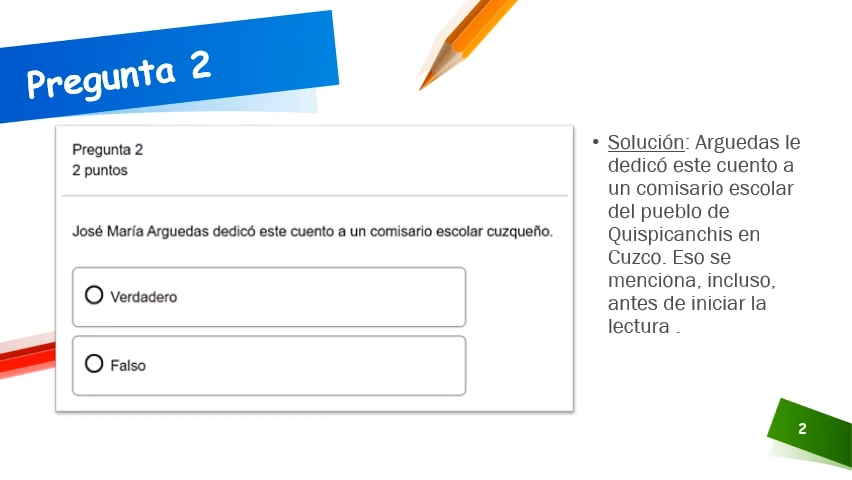 Pregunta 2
Pregunta 2
2 puntos
José María Arguedas dedicó este cuento a un comisario escolar cuzqueño.
Verdadero
Falso
• Solución: Arguedas le
dedicó este cuento a
un comisario escolar
del pueblo de
Quispicanchis en
Cuzco. Eso se
menciona, incluso,
antes de iniciar la
lectura .
2